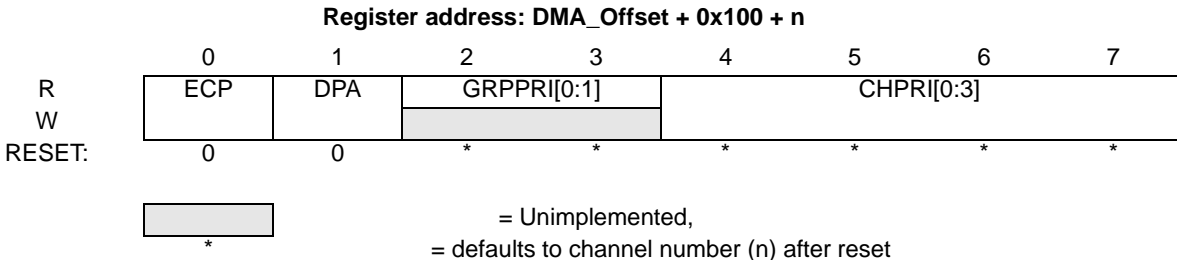 Register address: DMA_Offset + 0x100 + n
0 1 2 3 4 5 6 7
R ECP DPA GRPPRI[0:1] CHPRI[0:3]
W
RESET: 0 0 * * * * * *
= Unimplemented,
* = defaults to channel number (n) after reset